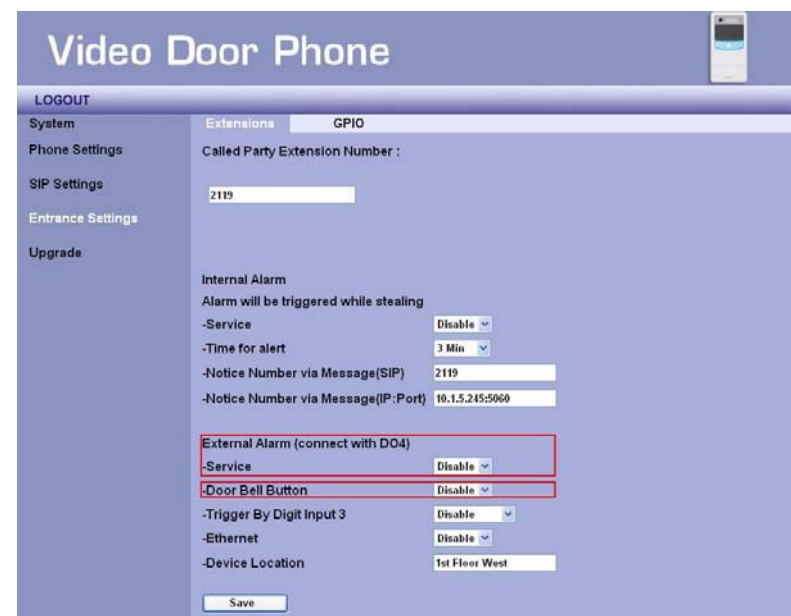 Video Door Phone
LOGOUT
System
Phone Settings
SIP Settings
Entrance Settings
Upgrade
Extensions GPIO
Called Party Extension Number :
2119
Internal Alarm
Alarm will be triggered while stealing
-Service Disable
-Time for alert 3 Min
-Notice Number via Message(SIP) 2119
-Notice Number via Message(IP:Port) 10.1.5.245:5060
External Alarm (connect with DO4)
-Service Disable
-Door Bell Button Disable
-Trigger By Digit Input 3 Disable
-Ethernet Disable
-Device Location 1st Floor West
Save